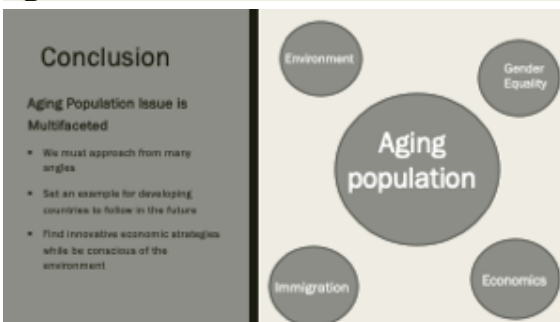 Conclusion
Aging Population Issue is
Multifaceted
We must approach from many
angles
Set an example for developing
countries to follow in the future
Find innovative economic strategies
while be conscious of the
environment
Environment
Gender
Equality
Aging
population
Immigration
Economics